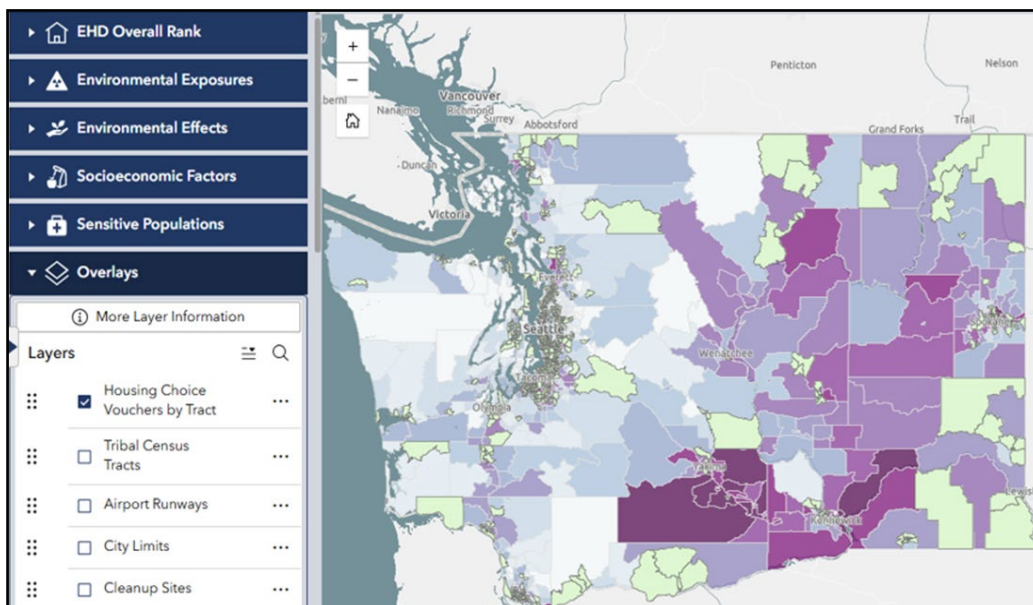 EHD Overall Rank
Environmental Exposures
Environmental Effects
Socioeconomic Factors
Sensitive Populations
Overlays
More Layer Information
Layers
Housing Choice
Vouchers by Tract
Tribal Census
Tracts
Airport Runways
City Limits
Cleanup Sites
+
−
Penticton
Nelson
Vancouver
Nanaimo
Richmond
Surrey
Abbotsford
Trail
Grand Forks
Duncan
Victoria
Everett
Seattle
Wenatchee
Tacoma
Olympia
Yakima
Kennewick